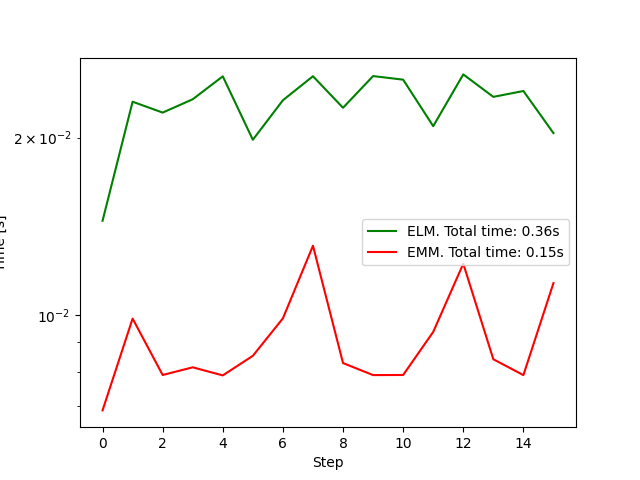 2 × 10⁻²
10⁻²
Time [s]
ELM. Total time: 0.36s
EMM. Total time: 0.15s
0 2 4 6 8 10 12 14
Step